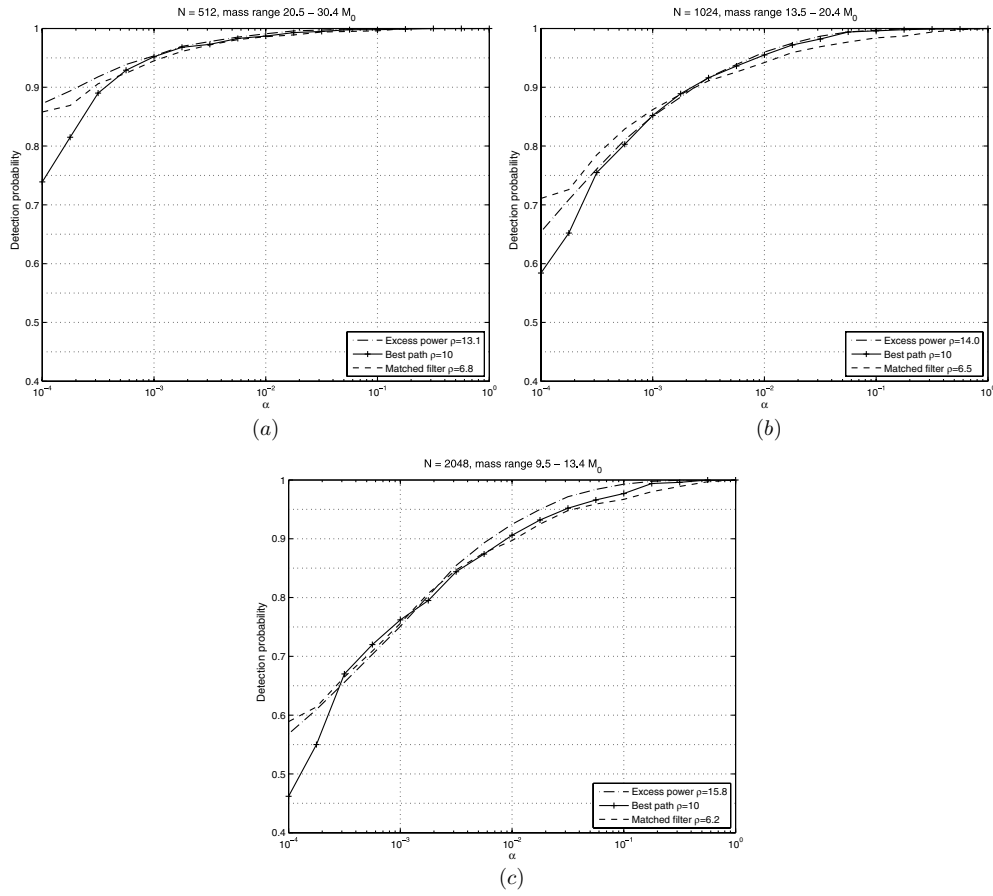 N = 512, mass range 20.5 − 30.4 M₀
1
0.9
0.8
0.7
0.6
0.5
0.4
Detection probability
10⁻⁴
10⁻³
10⁻²
10⁻¹
10⁰
α
Excess power ρ=13.1
Best path ρ=10
Matched filter ρ=6.8
(a)
N = 1024, mass range 13.5 − 20.4 M₀
1
0.9
0.8
0.7
0.6
0.5
0.4
Detection probability
10⁻⁴
10⁻³
10⁻²
10⁻¹
10⁰
α
Excess power ρ=14.0
Best path ρ=10
Matched filter ρ=6.5
(b)
N = 2048, mass range 9.5 − 13.4 M₀
1
0.9
0.8
0.7
0.6
0.5
0.4
Detection probability
10⁻⁴
10⁻³
10⁻²
10⁻¹
10⁰
α
Excess power ρ=15.8
Best path ρ=10
Matched filter ρ=6.2
(c)